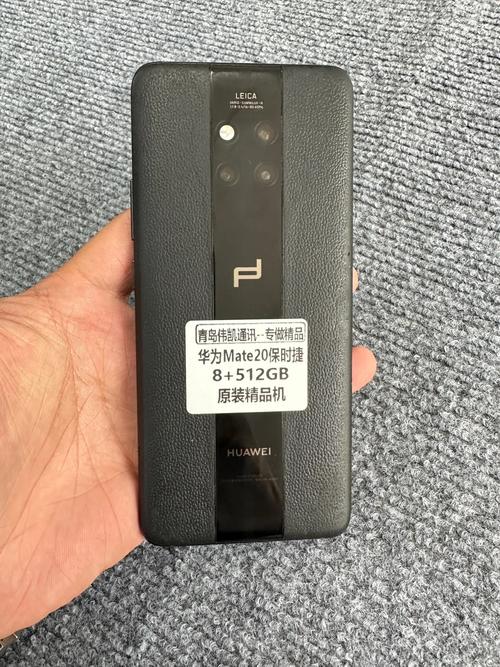 LEICA
青岛伟凯通讯--专做精品
华为Mate20保时捷
8+512GB
原装精品机
HUAWEI